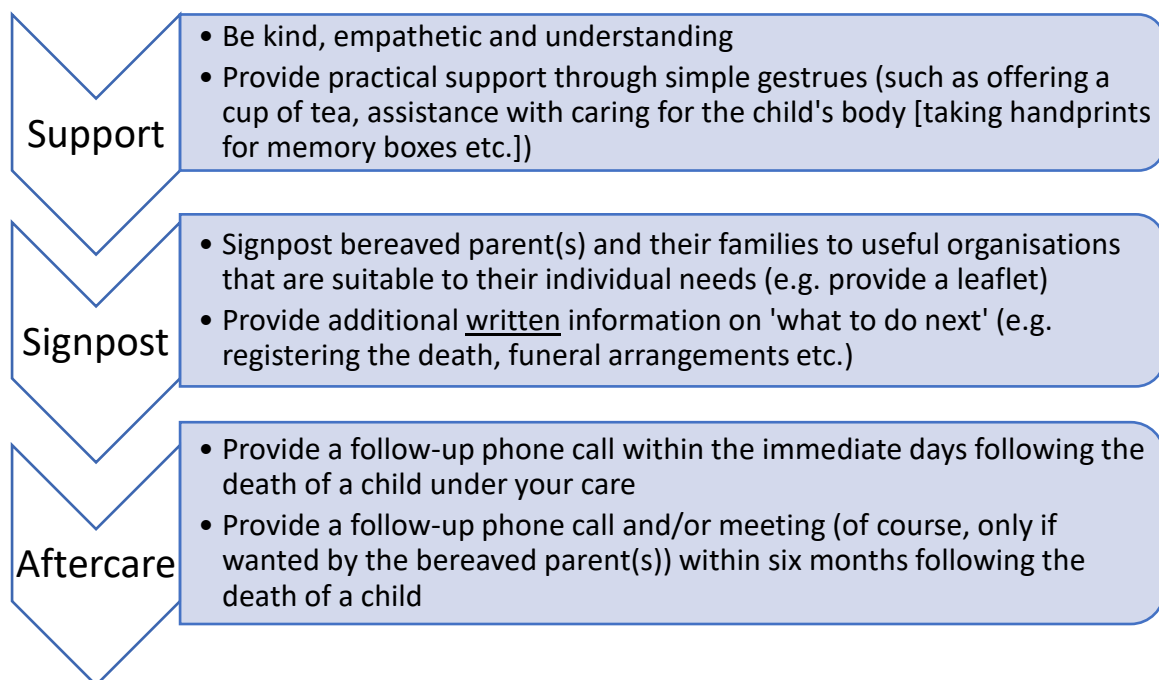 Support
• Be kind, empathetic and understanding
• Provide practical support through simple gestrues (such as offering a
cup of tea, assistance with caring for the child's body [taking handprints
for memory boxes etc.])
Signpost
• Signpost bereaved parent(s) and their families to useful organisations
that are suitable to their individual needs (e.g. provide a leaflet)
• Provide additional written information on 'what to do next' (e.g.
registering the death, funeral arrangements etc.)
Aftercare
• Provide a follow-up phone call within the immediate days following the
death of a child under your care
• Provide a follow-up phone call and/or meeting (of course, only if
wanted by the bereaved parent(s)) within six months following the
death of a child